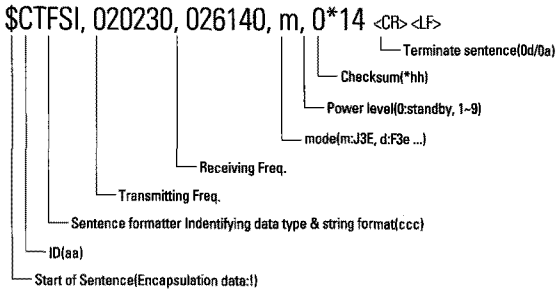 $CTFSI, 020230, 026140, m, 0*14 <CR> <LF>
Terminate sentence(0d/0a)
Checksum(*hh)
Power level(0:standby, 1~9)
mode(m:J3E, d:F3e ...)
Receiving Freq.
Transmitting Freq.
Sentence formatter Indentifying data type & string format(ccc)
ID(aa)
Start of Sentence(Encapsulation data:!)